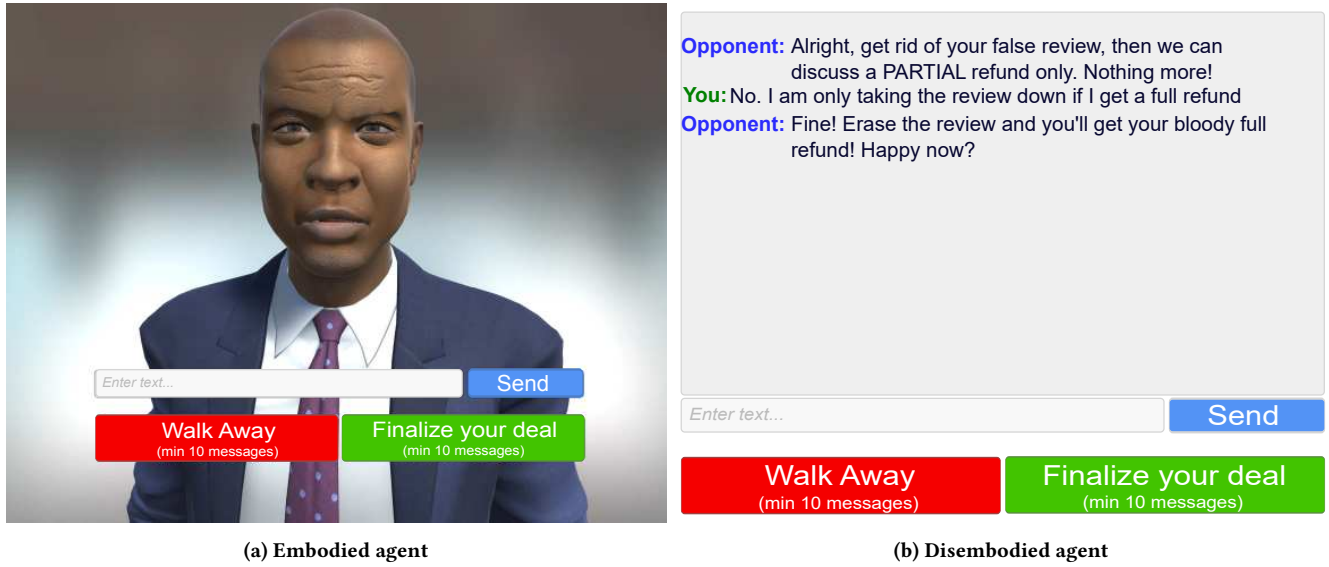 Enter text...
Send
Walk Away
(min 10 messages)
Finalize your deal
(min 10 messages)
(a) Embodied agent
Opponent: Alright, get rid of your false review, then we can
discuss a PARTIAL refund only. Nothing more!
You: No. I am only taking the review down if I get a full refund
Opponent: Fine! Erase the review and you'll get your bloody full
refund! Happy now?
Enter text...
Send
Walk Away
(min 10 messages)
Finalize your deal
(min 10 messages)
(b) Disembodied agent